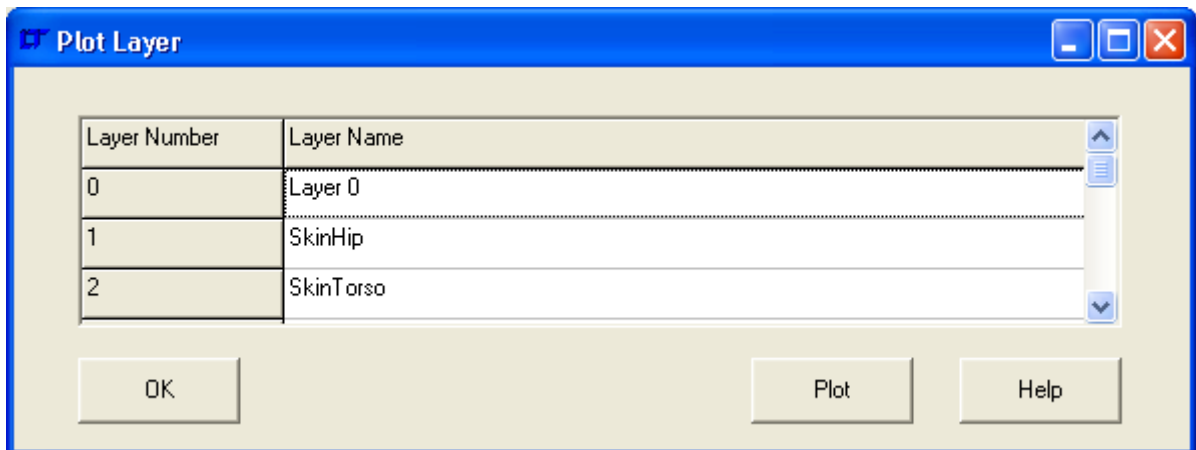 Plot Layer
Layer Number Layer Name
0 Layer 0
1 SkinHip
2 SkinTorso
OK Plot Help